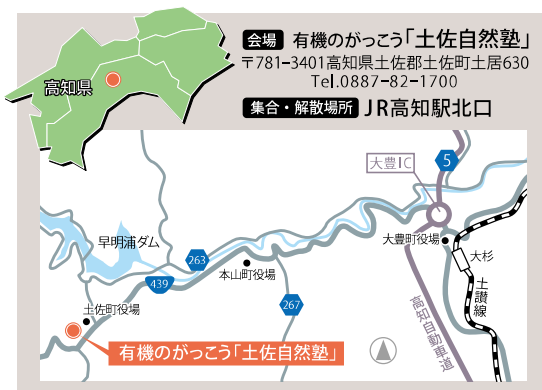 会場 有機のがっこう「土佐自然塾」
〒781-3401高知県土佐郡土佐町土居630
Tel.0887-82-1700
集合・解散場所 JR高知駅北口
高知県
大豊IC
5
早明浦ダム
263
439
本山町役場
大豊町役場
大杉
土讃線
267
土佐町役場
高知自動車道
有機のがっこう「土佐自然塾」